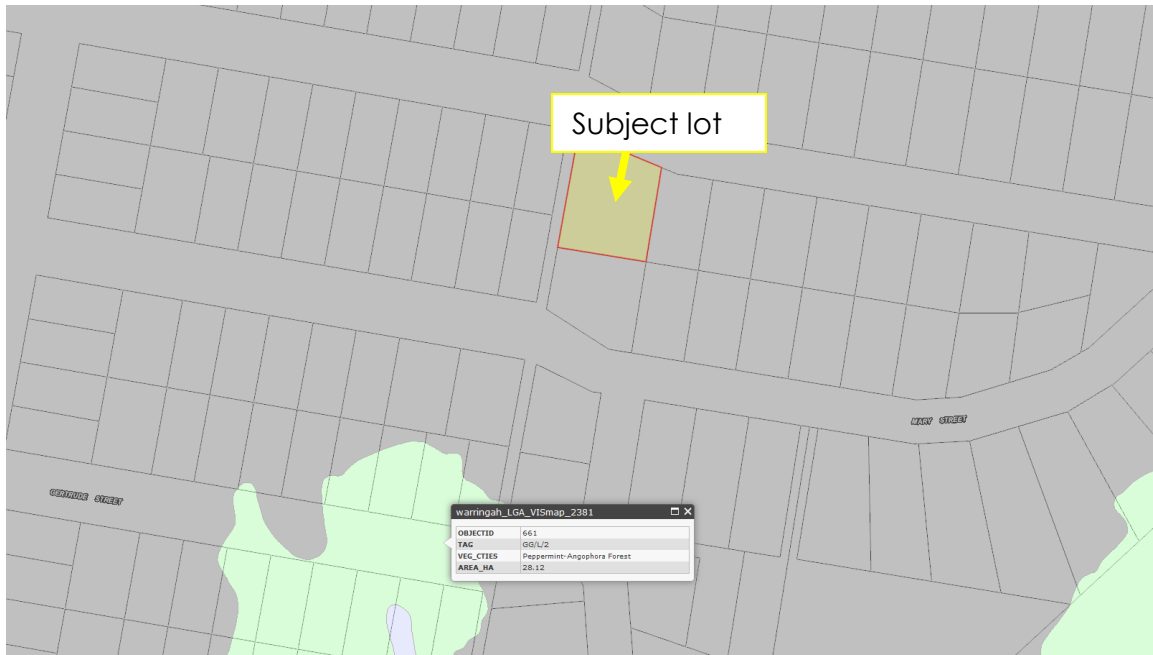 Subject lot
MARY STREET
GERTRUDE STREET
warringah_LGA_VISmap_2381
OBJECTID 661
TAG GG/L/2
VEG_CTIES Peppermint-Angophora Forest
AREA_HA 28.12